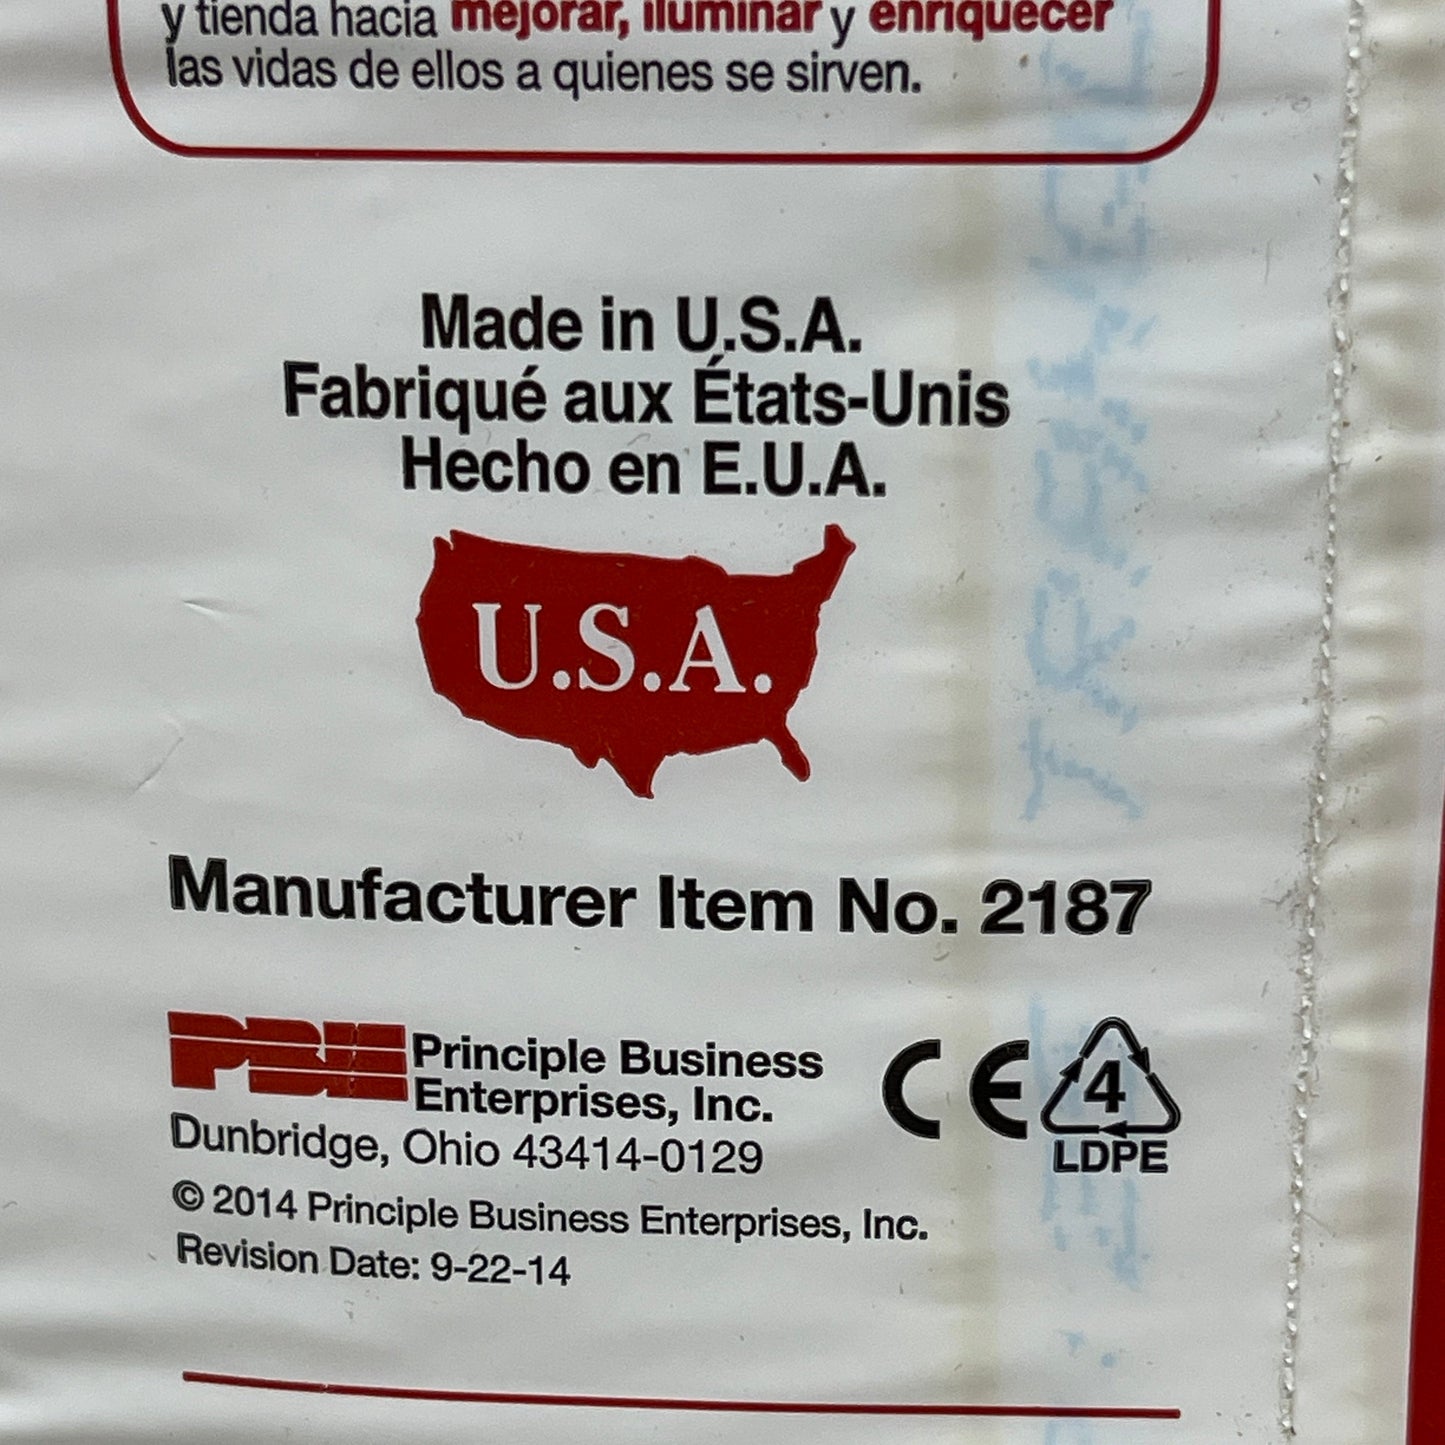 y tienda hacia mejorar, iluminar y enriquecer
las vidas de ellos a quienes se sirven.
Made in U.S.A.
Fabriqué aux États-Unis
Hecho en E.U.A.
U.S.A.
Manufacturer Item No. 2187
PBE Principle Business
Enterprises, Inc.
Dunbridge, Ohio 43414-0129
© 2014 Principle Business Enterprises, Inc.
Revision Date: 9-22-14
CE
4
LDPE